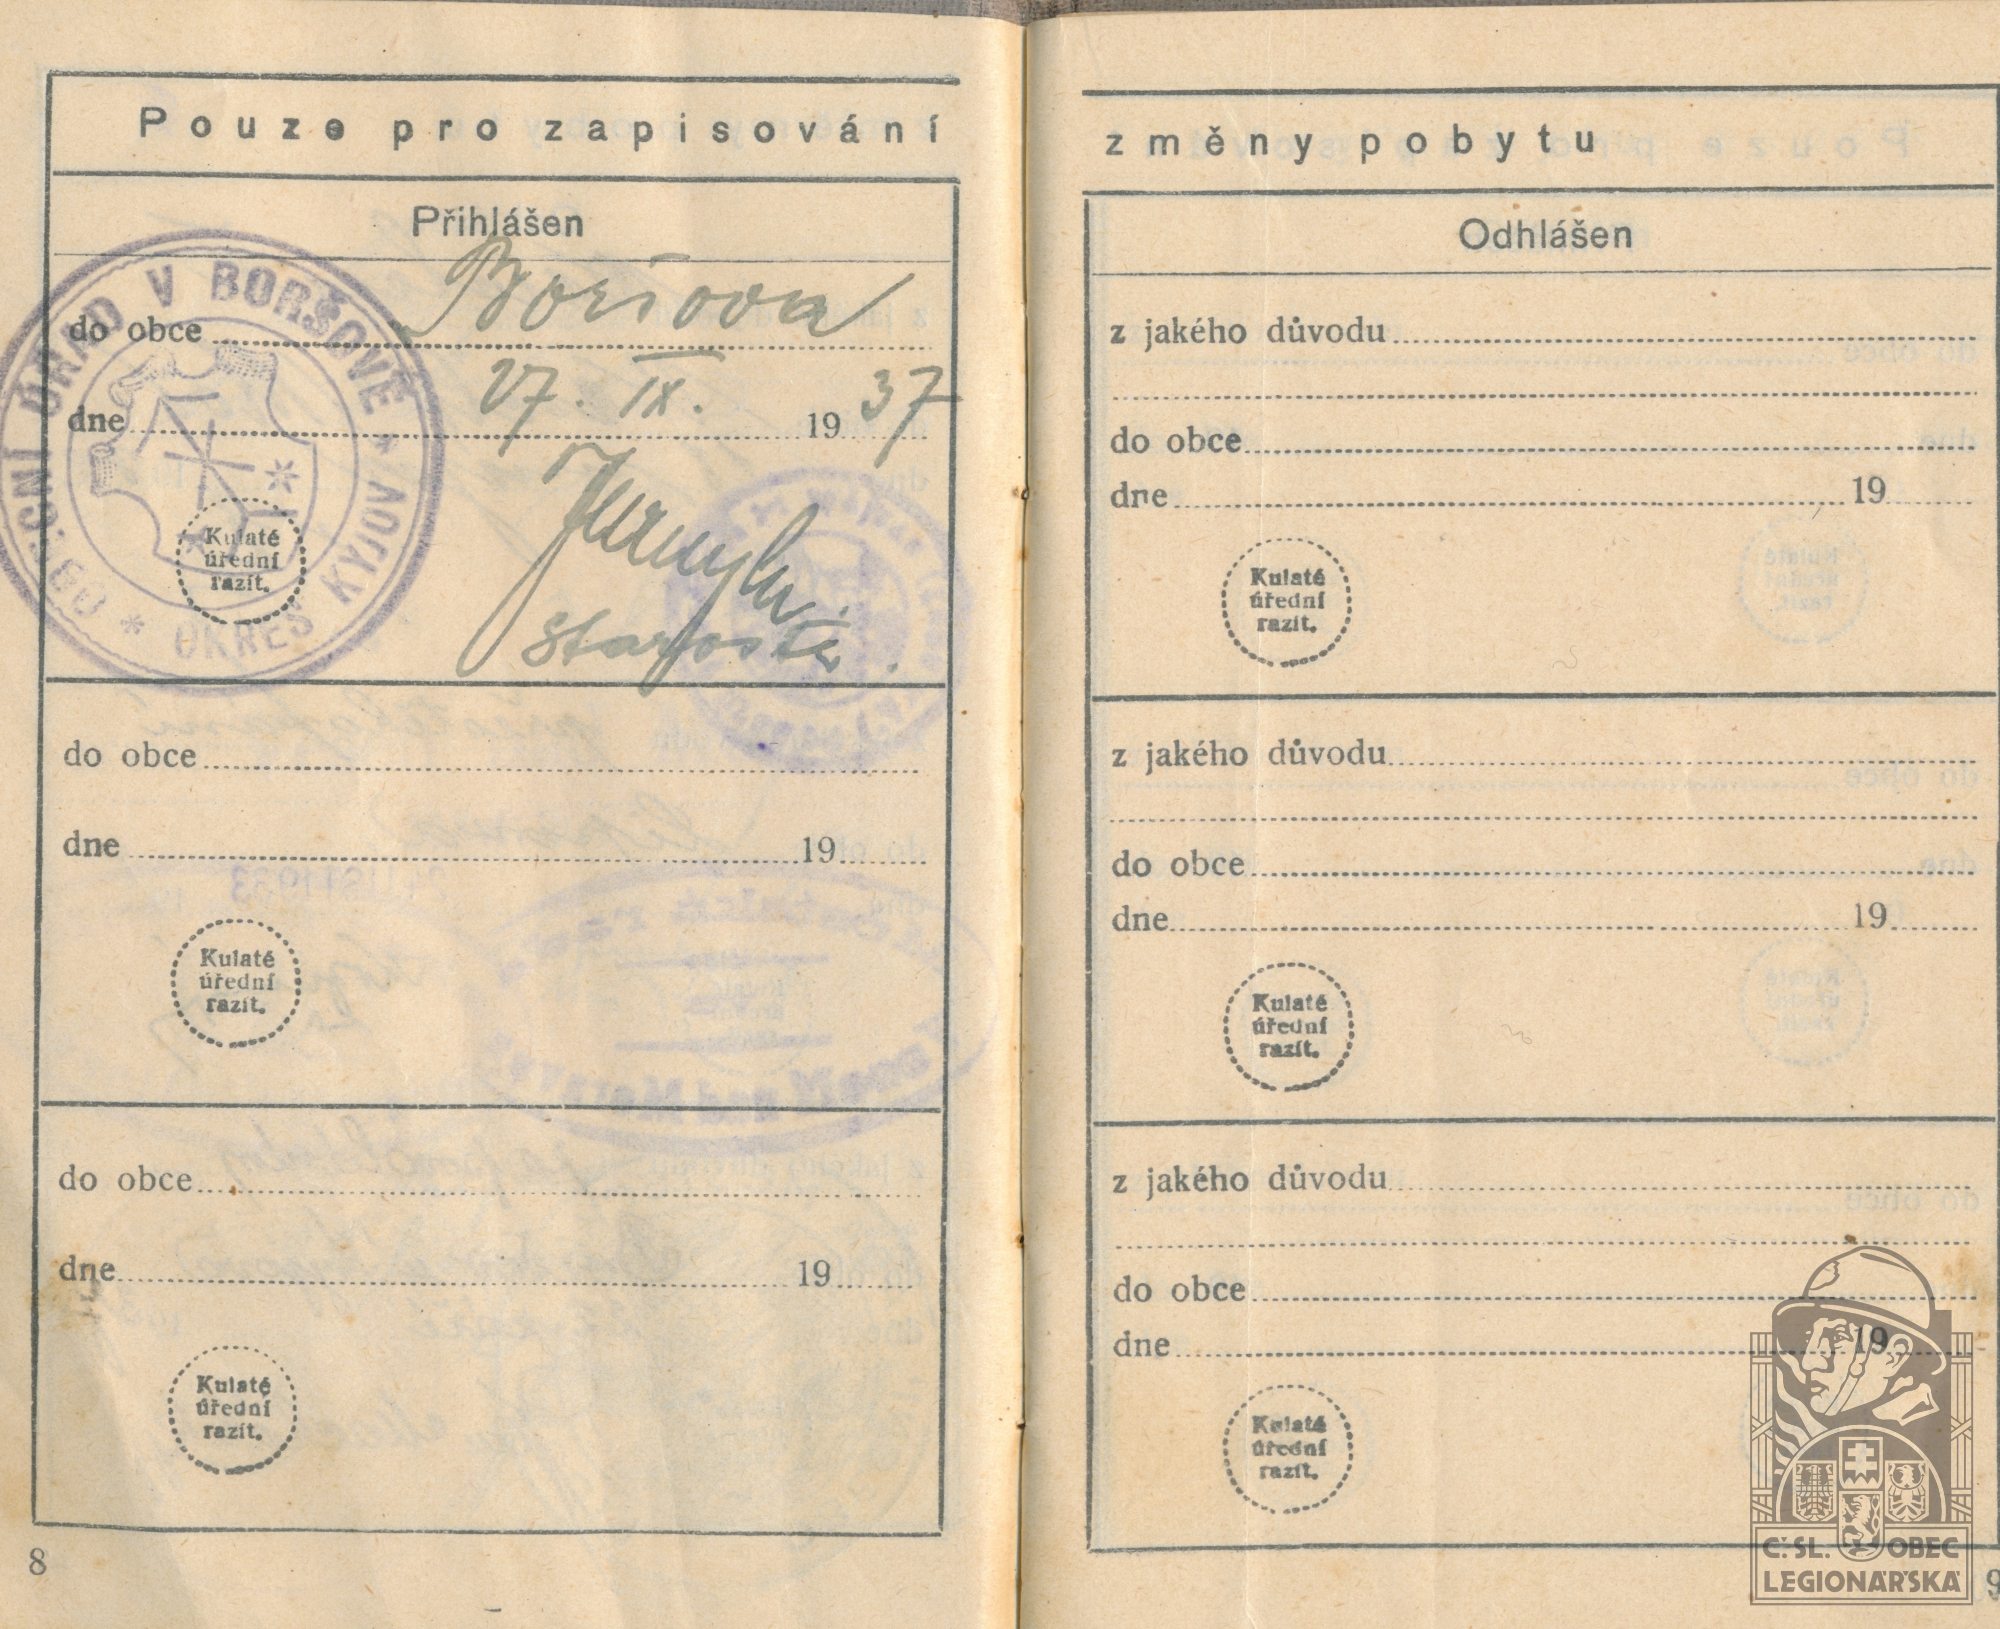 Pouze pro zapisování
Přihlášen
do obce Boršova
dne 27. IX. 1937
starosta.
OBECNÍ ÚŘAD V BORŠOVĚ * OKRES KYJOV *
Kulaté
úřední
razít.
do obce
dne 19
Kulaté
úřední
razít.
do obce
dne 19
Kulaté
úřední
razít.
8
změny pobytu
Odhlášen
z jakého důvodu
do obce
dne 19
Kulaté
úřední
razít.
z jakého důvodu
do obce
dne 19
Kulaté
úřední
razít.
z jakého důvodu
do obce
dne 19
Kulaté
úřední
razít.
Č.SL. OBEC
LEGIONÁŘSKÁ
9